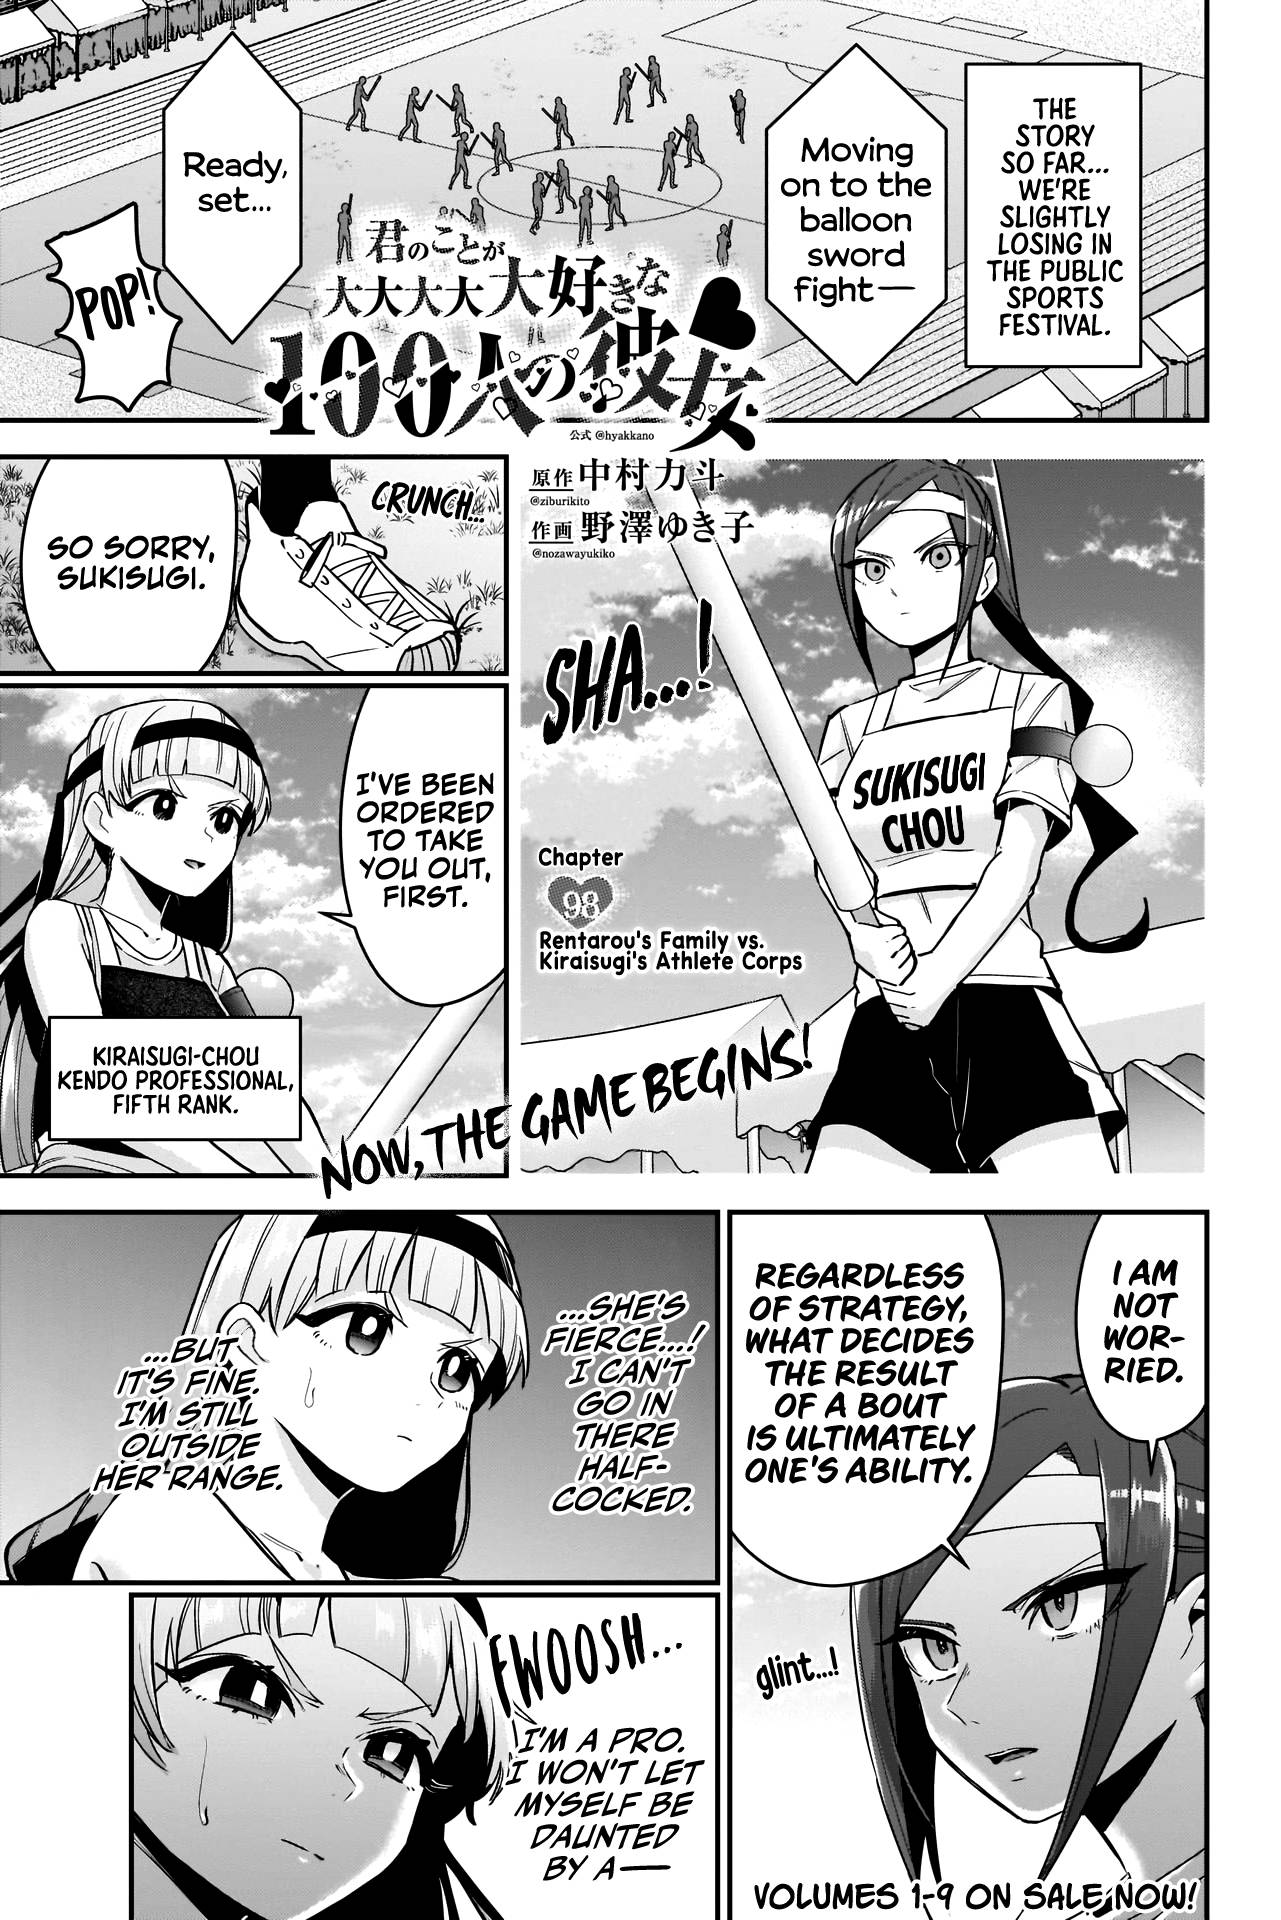 THE
STORY
SO FAR...
WE'RE
SLIGHTLY
LOSING IN
THE PUBLIC
SPORTS
FESTIVAL.
Moving
on to the
balloon
sword
fight—
Ready,
set...
POP!
君のことが
大大大大大好きな
100人の彼女
公式 @hyakkano
原作 中村力斗
@ziburikito
作画 野澤ゆき子
@nozawayukiko
SHA...!
SUKISUGI
CHOU
Chapter
98
Rentarou's Family vs.
Kiraisugi's Athlete Corps
CRUNCH...
SO SORRY,
SUKISUGI.
I'VE BEEN
ORDERED
TO TAKE
YOU OUT,
FIRST.
KIRAISUGI-CHOU
KENDO PROFESSIONAL,
FIFTH RANK.
NOW, THE GAME BEGINS!
I AM
NOT
WOR-
RIED.
REGARDLESS
OF STRATEGY,
WHAT DECIDES
THE RESULT
OF A BOUT
IS ULTIMATELY
ONE'S ABILITY.
glint...!
...SHE'S
FIERCE...!
I CAN'T
GO IN
THERE
HALF-
COCKED.
...BUT
IT'S FINE.
I'M STILL
OUTSIDE
HER RANGE.
FWOOSH...
I'M A PRO.
I WON'T LET
MYSELF BE
DAUNTED
BY A—
VOLUMES 1-9 ON SALE NOW!